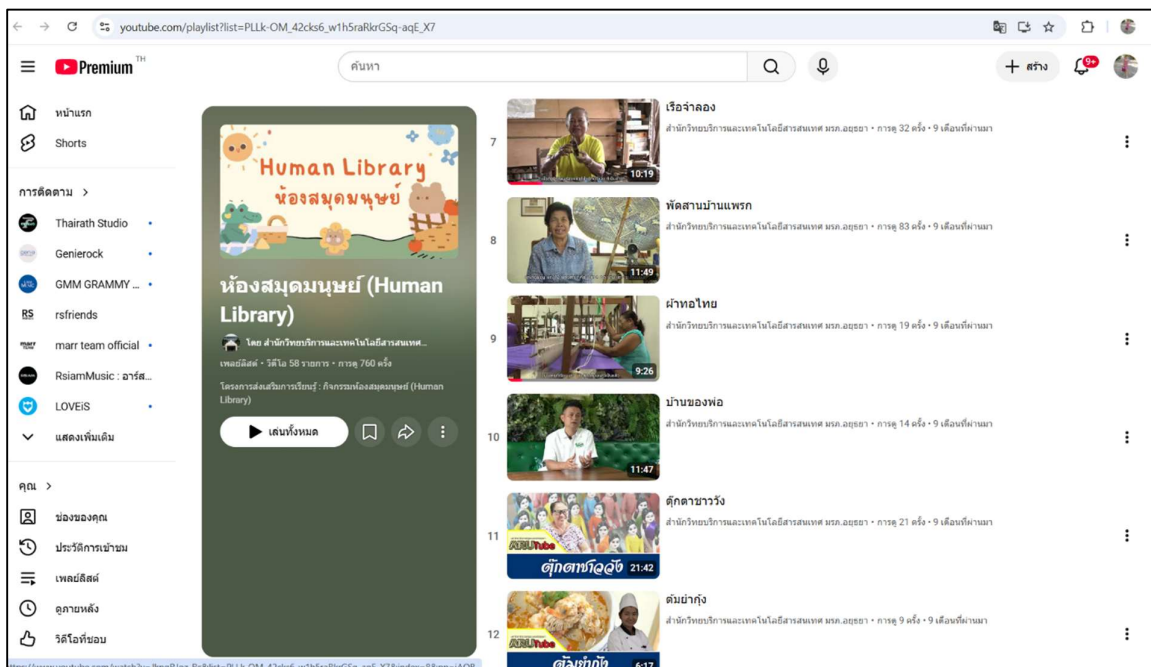 youtube.com/playlist?list=PLLk-OM_42cks6_w1h5raRkrGSq-aqE_X7
Premium TH
ค้นหา
สร้าง
9+
หน้าแรก
Shorts
การติดตาม
Thairath Studio
Genierock
GMM GRAMMY ...
RS rsfriends
marr team official
RsiamMusic : อาร์ส...
LOVEiS
แสดงเพิ่มเติม
คุณ
ช่องของคุณ
ประวัติการเข้าชม
เพลย์ลิสต์
ดูภายหลัง
วิดีโอที่ชอบ
Human Library
ห้องสมุดมนุษย์
ห้องสมุดมนุษย์ (Human
Library)
โดย สำนักวิทยบริการและเทคโนโลยีสารสนเทศ...
เพลย์ลิสต์ • วิดีโอ 58 รายการ • การดู 760 ครั้ง
โครงการส่งเสริมการเรียนรู้ : กิจกรรมห้องสมุดมนุษย์ (Human
Library)
เล่นทั้งหมด
7
10:19
เรือจำลอง
สำนักวิทยบริการและเทคโนโลยีสารสนเทศ มรภ.อยุธยา • การดู 32 ครั้ง • 9 เดือนที่ผ่านมา
8
11:49
พัดสานบ้านแพรก
สำนักวิทยบริการและเทคโนโลยีสารสนเทศ มรภ.อยุธยา • การดู 83 ครั้ง • 9 เดือนที่ผ่านมา
9
9:26
ผ้าทอไทย
สำนักวิทยบริการและเทคโนโลยีสารสนเทศ มรภ.อยุธยา • การดู 19 ครั้ง • 9 เดือนที่ผ่านมา
10
11:47
บ้านของพ่อ
สำนักวิทยบริการและเทคโนโลยีสารสนเทศ มรภ.อยุธยา • การดู 14 ครั้ง • 9 เดือนที่ผ่านมา
11
ARUTube
ตุ๊กตาชาววัง
21:42
ตุ๊กตาชาววัง
สำนักวิทยบริการและเทคโนโลยีสารสนเทศ มรภ.อยุธยา • การดู 21 ครั้ง • 9 เดือนที่ผ่านมา
12
ARUTube
ต้มยำกุ้ง
6:17
ต้มยำกุ้ง
สำนักวิทยบริการและเทคโนโลยีสารสนเทศ มรภ.อยุธยา • การดู 9 ครั้ง • 9 เดือนที่ผ่านมา